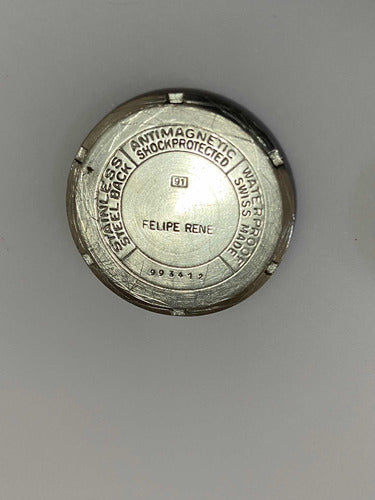 STAINLESS
STEEL BACK
ANTIMAGNETIC
SHOCKPROTECTED
WATERPROOF
SWISS MADE
91
FELIPE RENE
993412